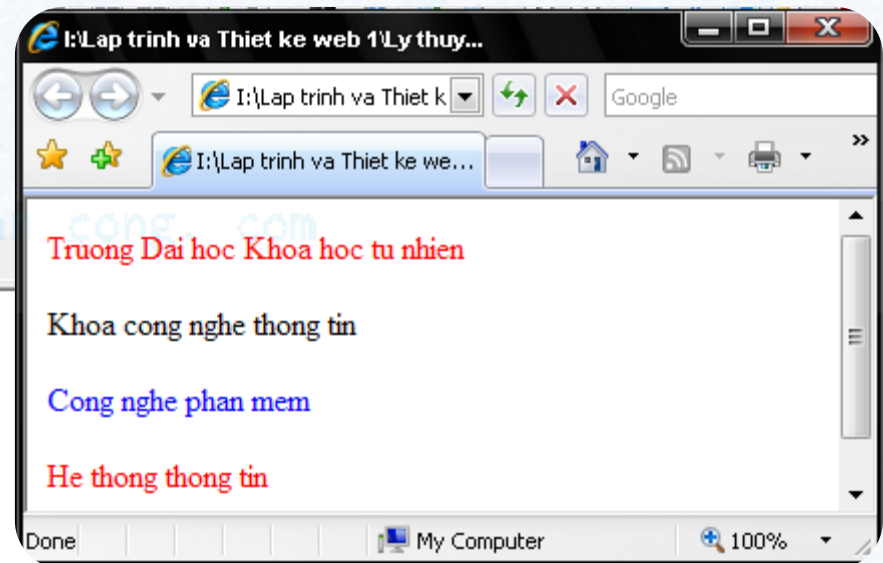 I:\Lap trinh va Thiet ke web 1\Ly thuy...
I:\Lap trinh va Thiet k
Google
I:\Lap trinh va Thiet ke we...
cong. com
Truong Dai hoc Khoa hoc tu nhien
Khoa cong nghe thong tin
Cong nghe phan mem
He thong thong tin
Done
My Computer
100%